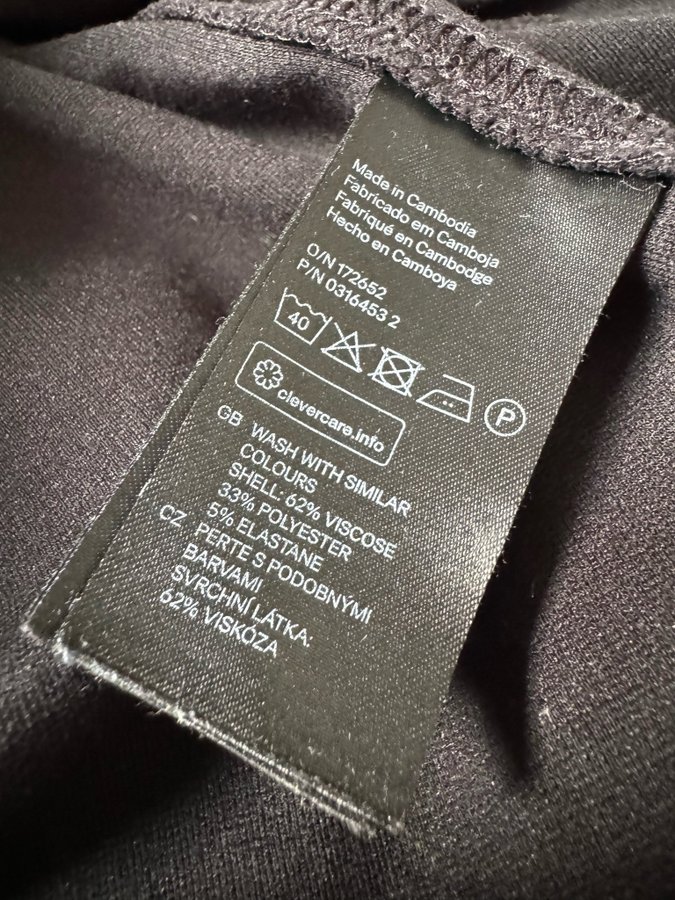 Made in Cambodia
Fabricado em Camboja
Fabriqué en Cambodge
Hecho en Camboya
O/N 172652
P/N 0316453 2
40
P
clevercare.info
GB WASH WITH SIMILAR
COLOURS
SHELL: 62% VISCOSE
33% POLYESTER
5% ELASTANE
CZ PERTE S PODOBNÝMI
BARVAMI
SVRCHNÍ LÁTKA:
62% VISKÓZA